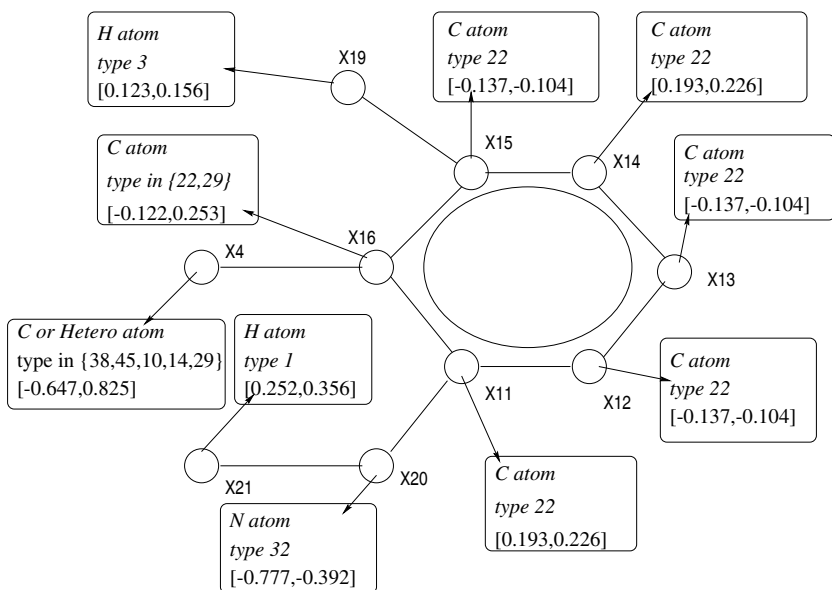 H atom
type 3
[0.123,0.156]
X19
C atom
type 22
[-0.137,-0.104]
X15
C atom
type 22
[0.193,0.226]
X14
C atom
type in {22,29}
[-0.122,0.253]
X16
C atom
type 22
[-0.137,-0.104]
X13
X4
C or Hetero atom
type in {38,45,10,14,29}
[-0.647,0.825]
H atom
type 1
[0.252,0.356]
X11
X12
C atom
type 22
[-0.137,-0.104]
X21
X20
N atom
type 32
[-0.777,-0.392]
C atom
type 22
[0.193,0.226]